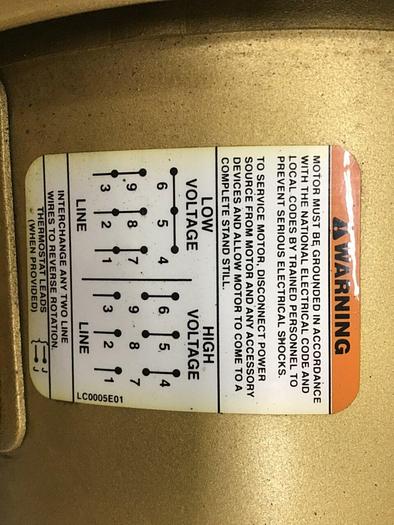 ⚠WARNING
MOTOR MUST BE GROUNDED IN ACCORDANCE
WITH THE NATIONAL ELECTRICAL CODE AND
LOCAL CODES BY TRAINED PERSONNEL TO
PREVENT SERIOUS ELECTRICAL SHOCKS.
TO SERVICE MOTOR, DISCONNECT POWER
SOURCE FROM MOTOR AND ANY ACCESSORY
DEVICES AND ALLOW MOTOR TO COME TO A
COMPLETE STAND STILL.
LOW
VOLTAGE
6 5 4
9 8 7
3 2 1
LINE
HIGH
VOLTAGE
6 5 4
9 8 7
3 2 1
LINE
INTERCHANGE ANY TWO LINE
WIRES TO REVERSE ROTATION.
THERMOSTAT LEADS
(WHEN PROVIDED)
J
J
LC0005E01